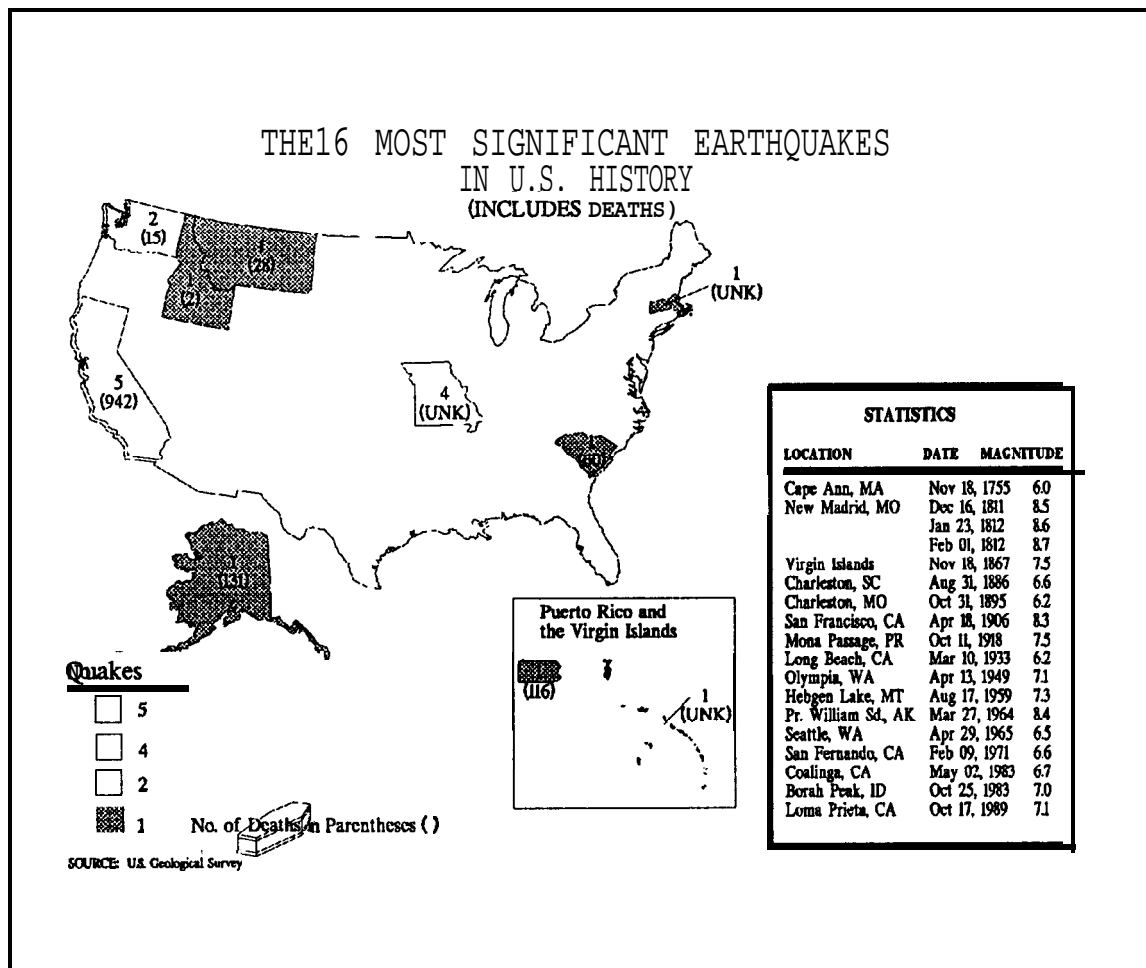 THE16 MOST SIGNIFICANT EARTHQUAKES
IN U.S. HISTORY
(INCLUDES DEATHS)
2
(15)
1
(28)
1
(2)
1
(UNK)
5
(942)
4
(UNK)
1
(60)
1
(131)
Puerto Rico and
the Virgin Islands
(116)
1
(UNK)
Quakes
5
4
2
1
No. of Deaths in Parentheses ( )
SOURCE: U.S. Geological Survey
STATISTICS
LOCATION DATE MAGNITUDE
Cape Ann, MA Nov 18, 1755 6.0
New Madrid, MO Dec 16, 1811 8.5
Jan 23, 1812 8.6
Feb 01, 1812 8.7
Virgin Islands Nov 18, 1867 7.5
Charleston, SC Aug 31, 1886 6.6
Charleston, MO Oct 31, 1895 6.2
San Francisco, CA Apr 18, 1906 8.3
Mona Passage, PR Oct 11, 1918 7.5
Long Beach, CA Mar 10, 1933 6.2
Olympia, WA Apr 13, 1949 7.1
Hebgen Lake, MT Aug 17, 1959 7.3
Pr. William Sd, AK Mar 27, 1964 8.4
Seattle, WA Apr 29, 1965 6.5
San Fernando, CA Feb 09, 1971 6.6
Coalinga, CA May 02, 1983 6.7
Borah Peak, ID Oct 25, 1983 7.0
Loma Prieta, CA Oct 17, 1989 7.1